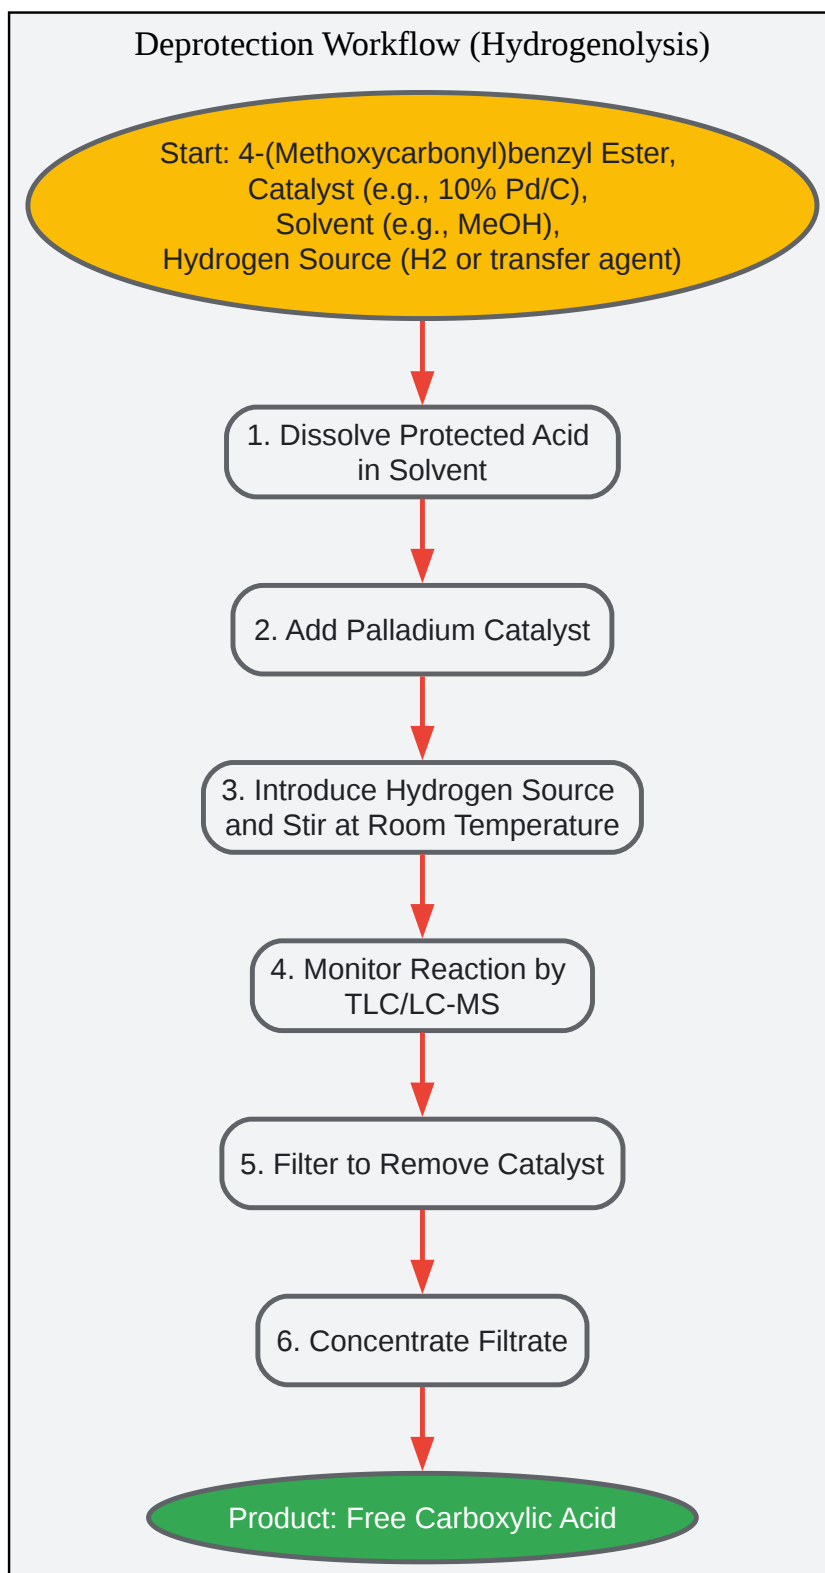 Deprotection Workflow (Hydrogenolysis)
Start: 4-(Methoxycarbonyl)benzyl Ester,
Catalyst (e.g., 10% Pd/C),
Solvent (e.g., MeOH),
Hydrogen Source (H2 or transfer agent)
1. Dissolve Protected Acid
in Solvent
2. Add Palladium Catalyst
3. Introduce Hydrogen Source
and Stir at Room Temperature
4. Monitor Reaction by
TLC/LC-MS
5. Filter to Remove Catalyst
6. Concentrate Filtrate
Product: Free Carboxylic Acid